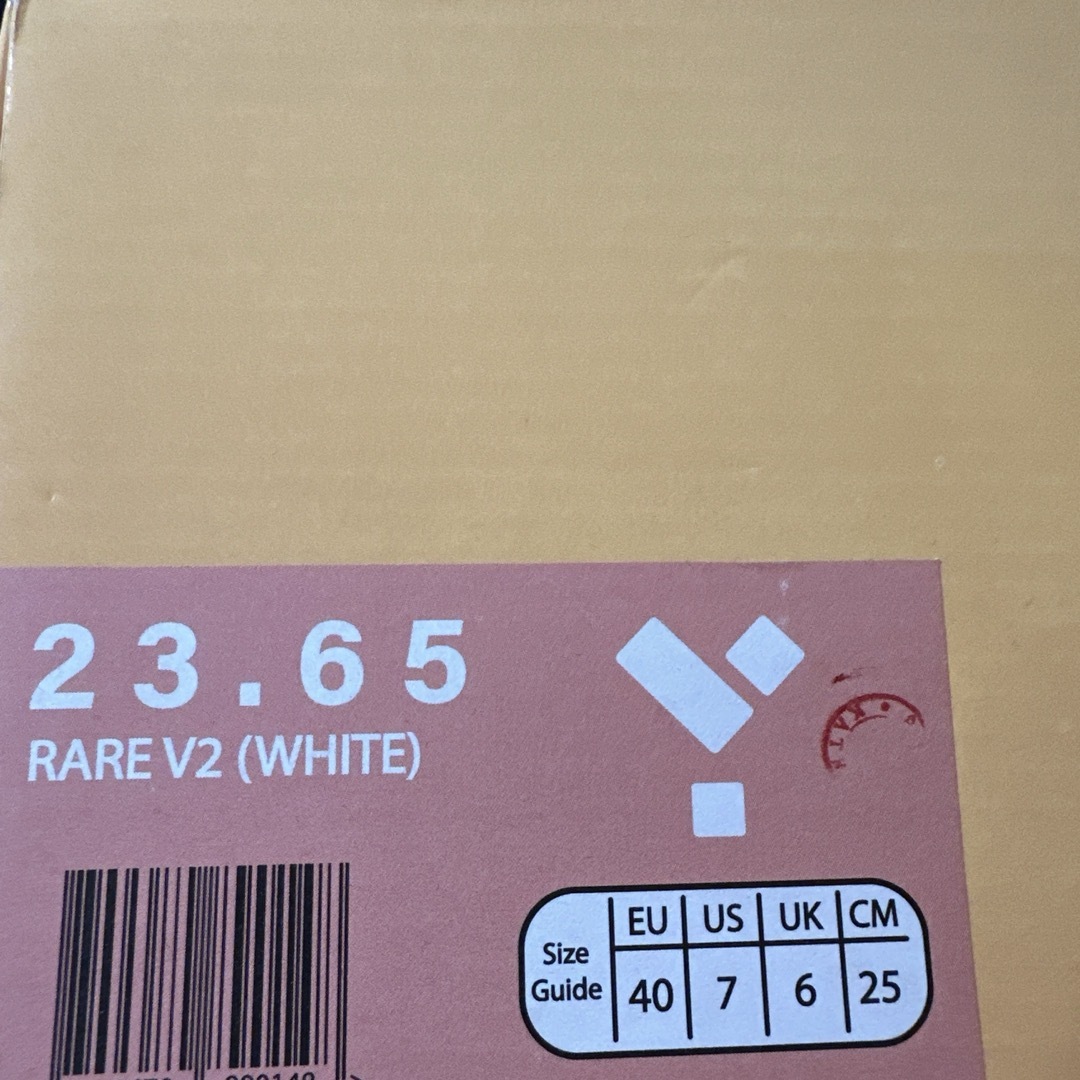 23.65
RARE V2 (WHITE)
Size Guide
EU US UK CM
40 7 6 25